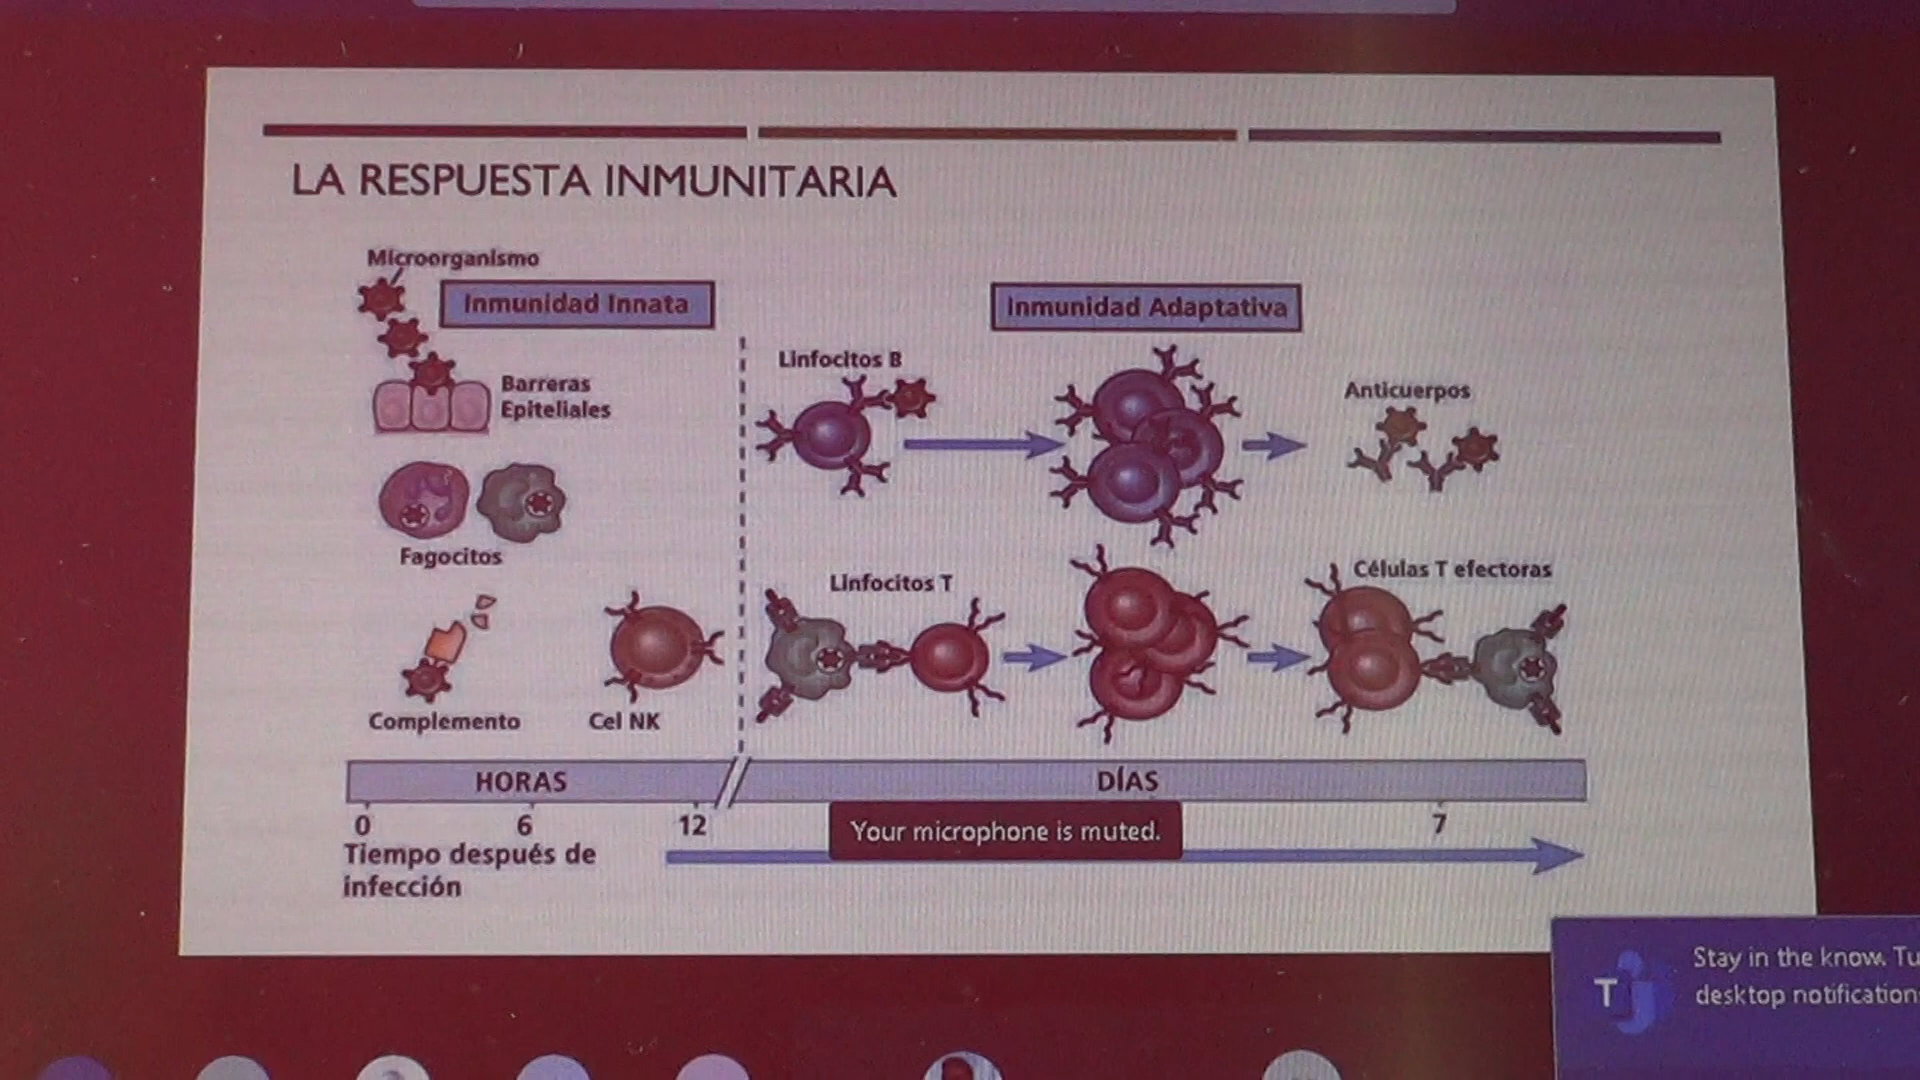 LA RESPUESTA INMUNITARIA
Microorganismo
Inmunidad Innata
Inmunidad Adaptativa
Barreras
Epiteliales
Linfocitos B
Anticuerpos
Fagocitos
Linfocitos T
Células T efectoras
Complemento
Cel NK
HORAS
DÍAS
0
6
12
7
Your microphone is muted.
Tiempo después de
infección
T
Stay in the know. Tu
desktop notification